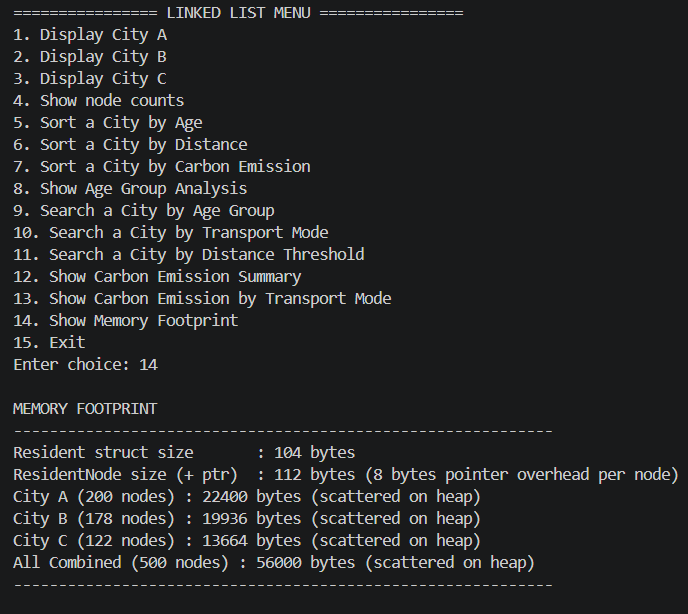 ================ LINKED LIST MENU ================
1. Display City A
2. Display City B
3. Display City C
4. Show node counts
5. Sort a City by Age
6. Sort a City by Distance
7. Sort a City by Carbon Emission
8. Show Age Group Analysis
9. Search a City by Age Group
10. Search a City by Transport Mode
11. Search a City by Distance Threshold
12. Show Carbon Emission Summary
13. Show Carbon Emission by Transport Mode
14. Show Memory Footprint
15. Exit
Enter choice: 14

MEMORY FOOTPRINT
------------------------------------------------------------
Resident struct size       : 104 bytes
ResidentNode size (+ ptr)  : 112 bytes (8 bytes pointer overhead per node)
City A (200 nodes) : 22400 bytes (scattered on heap)
City B (178 nodes) : 19936 bytes (scattered on heap)
City C (122 nodes) : 13664 bytes (scattered on heap)
All Combined (500 nodes) : 56000 bytes (scattered on heap)
------------------------------------------------------------